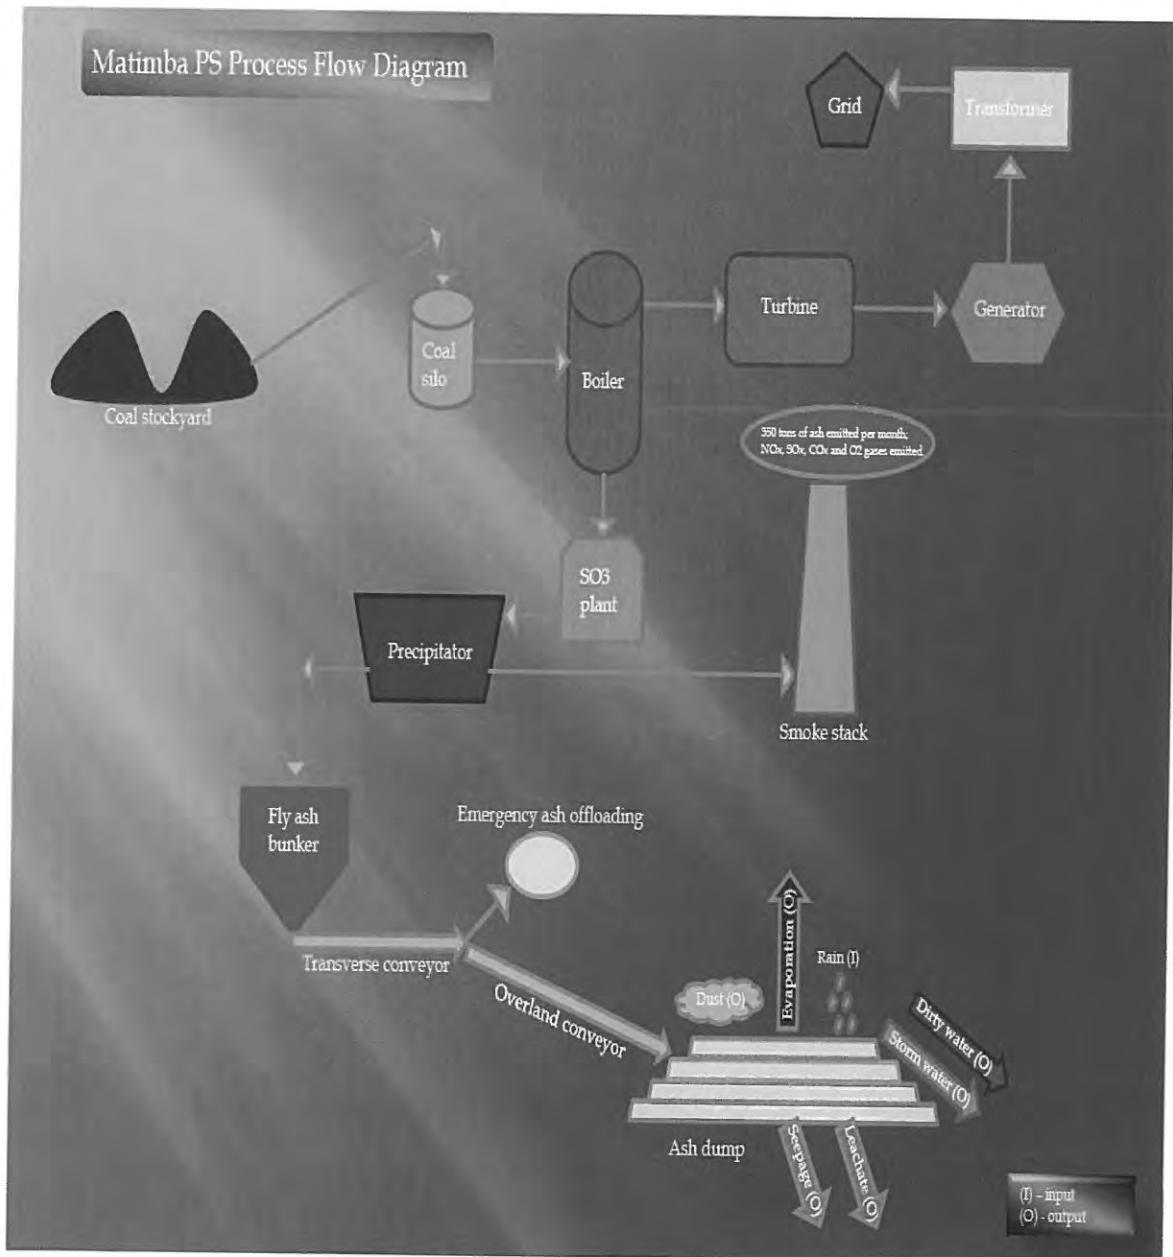 Matimba PS Process Flow Diagram
Grid
Transformer
Coal stockyard
Coal
silo
Boiler
Turbine
Generator
350 tons of ash emitted per month;
NOx, SOx, COx and O2 gases emitted
SO3
plant
Precipitator
Smoke stack
Fly ash
bunker
Emergency ash offloading
Transverse conveyor
Overland conveyor
Dust (O)
Evaporation (O)
Rain (I)
Dirty water (O)
Storm water (O)
Ash dump
Seepage (O)
Leachate (O)
(I) – input
(O) - output